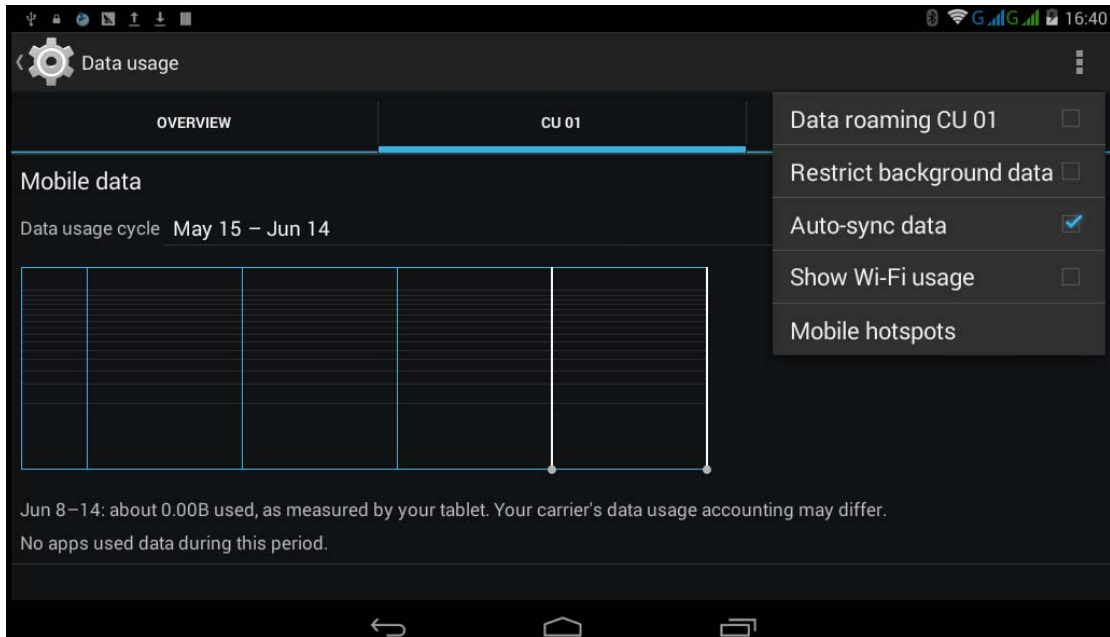 G G 16:40
Data usage
OVERVIEW
CU 01
Data roaming CU 01
Restrict background data
Auto-sync data
Show Wi-Fi usage
Mobile hotspots
Mobile data
Data usage cycle May 15 – Jun 14
Jun 8–14: about 0.00B used, as measured by your tablet. Your carrier's data usage accounting may differ.
No apps used data during this period.